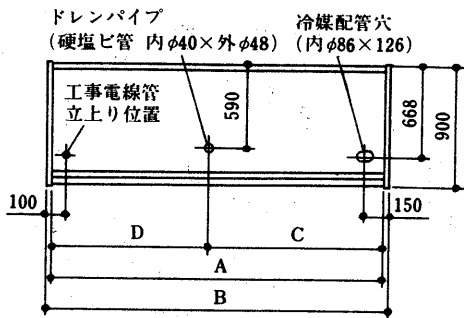 ドレンパイプ
(硬塩ビ管 内φ40×外φ48)
冷媒配管穴
(内φ86×126)
工事電線管
立上り位置
590
668
900
100
150
D
C
A
B